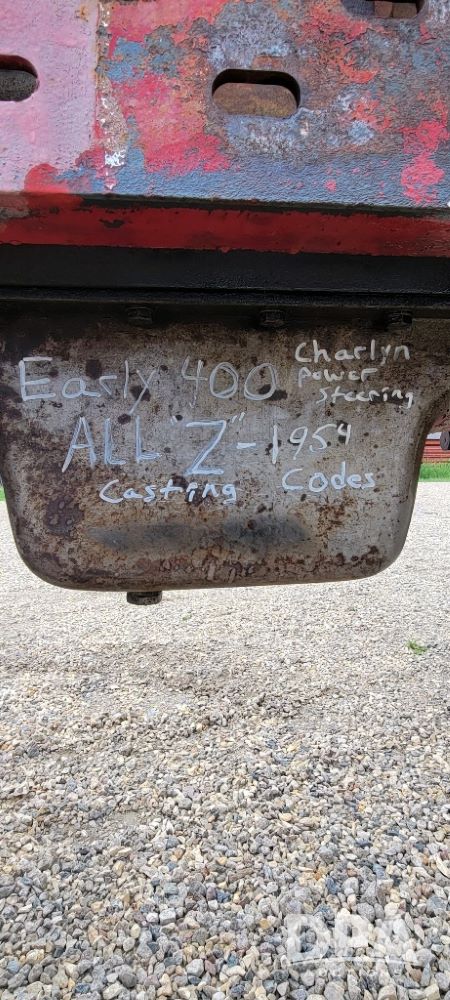 Early 400
Charlyn
Power
Steering
ALL "Z" - 1954
Casting Codes